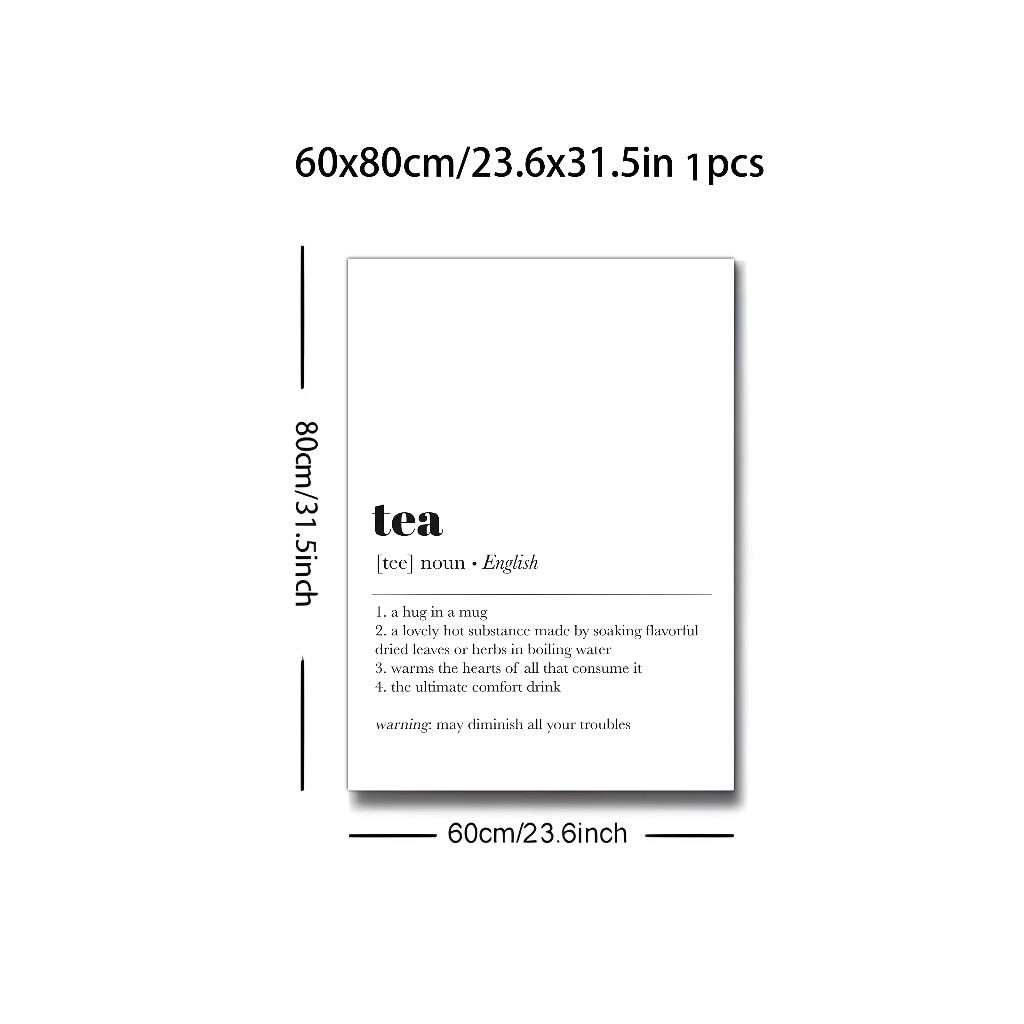 60x80cm/23.6x31.5in 1pcs
80cm/31.5inch
tea
[tee] noun • English
1. a hug in a mug
2. a lovely hot substance made by soaking flavorful
dried leaves or herbs in boiling water
3. warms the hearts of all that consume it
4. the ultimate comfort drink
warning: may diminish all your troubles
60cm/23.6inch